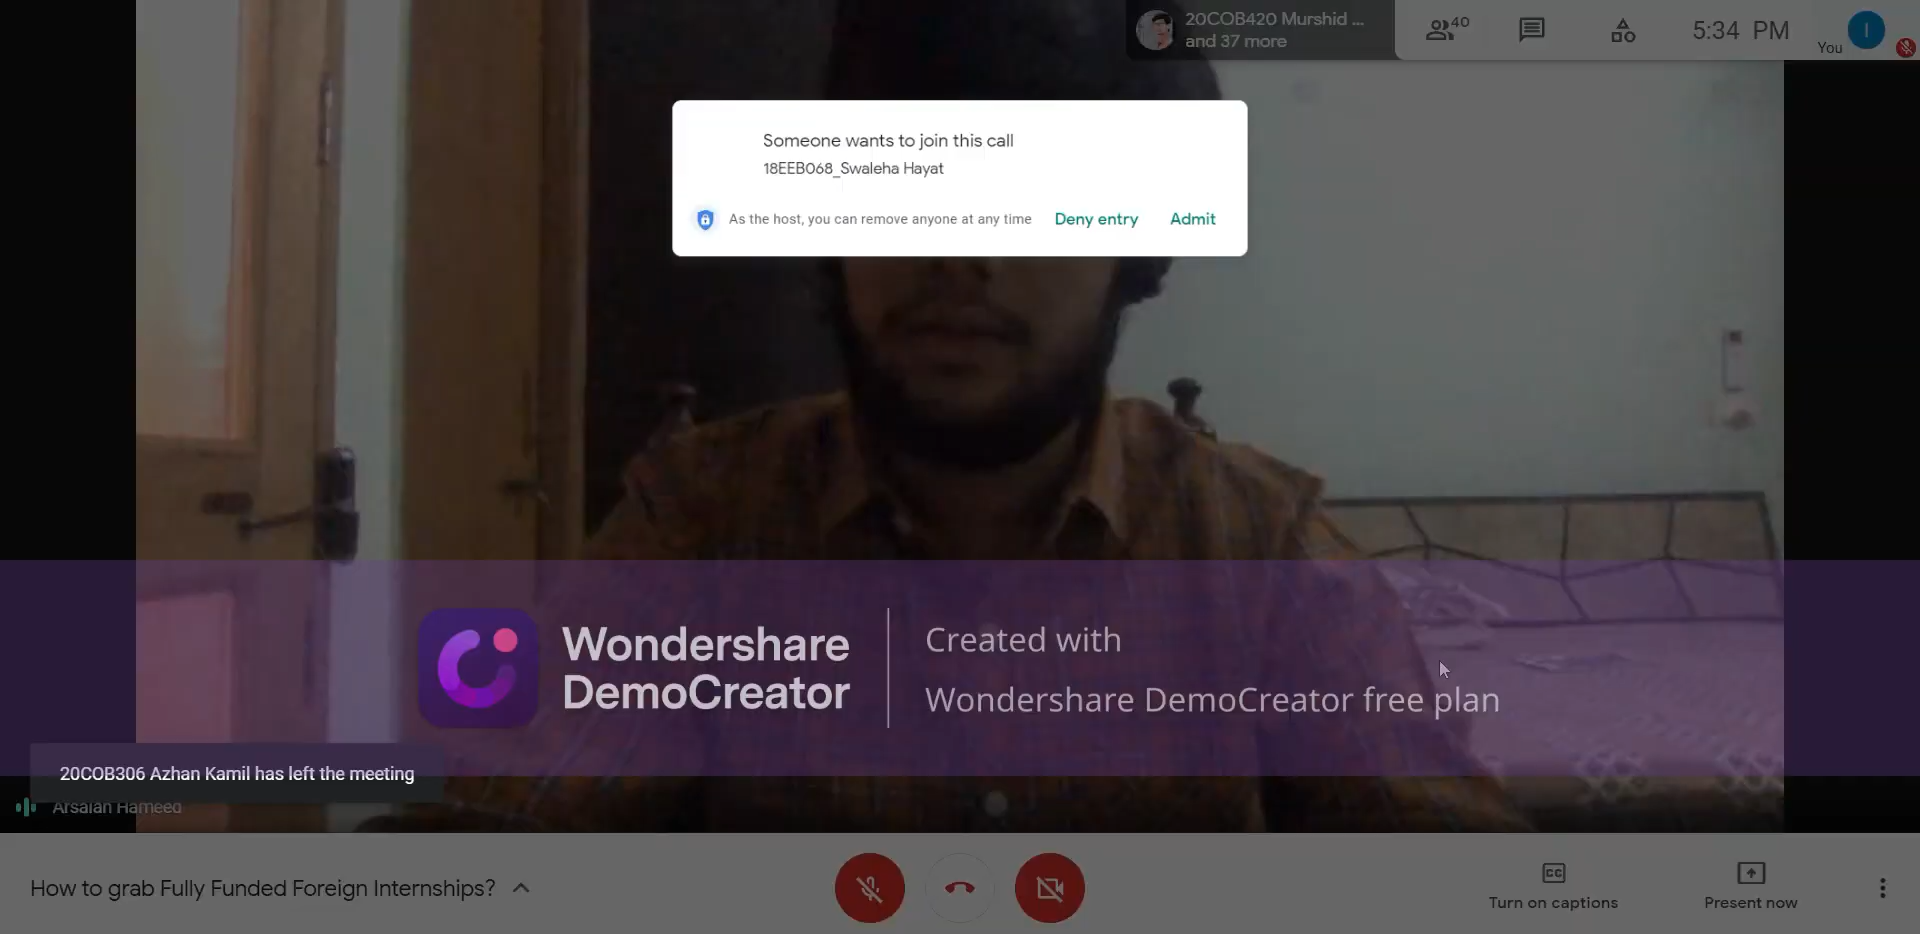 20COB420 Murshid ...
and 37 more
40
5:34 PM
You
I
Someone wants to join this call
18EEB068_Swaleha Hayat
As the host, you can remove anyone at any time
Deny entry
Admit
Wondershare
DemoCreator
Created with
Wondershare DemoCreator free plan
20COB306 Azhan Kamil has left the meeting
Arsalan Hameed
How to grab Fully Funded Foreign Internships?
CC
Turn on captions
Present now